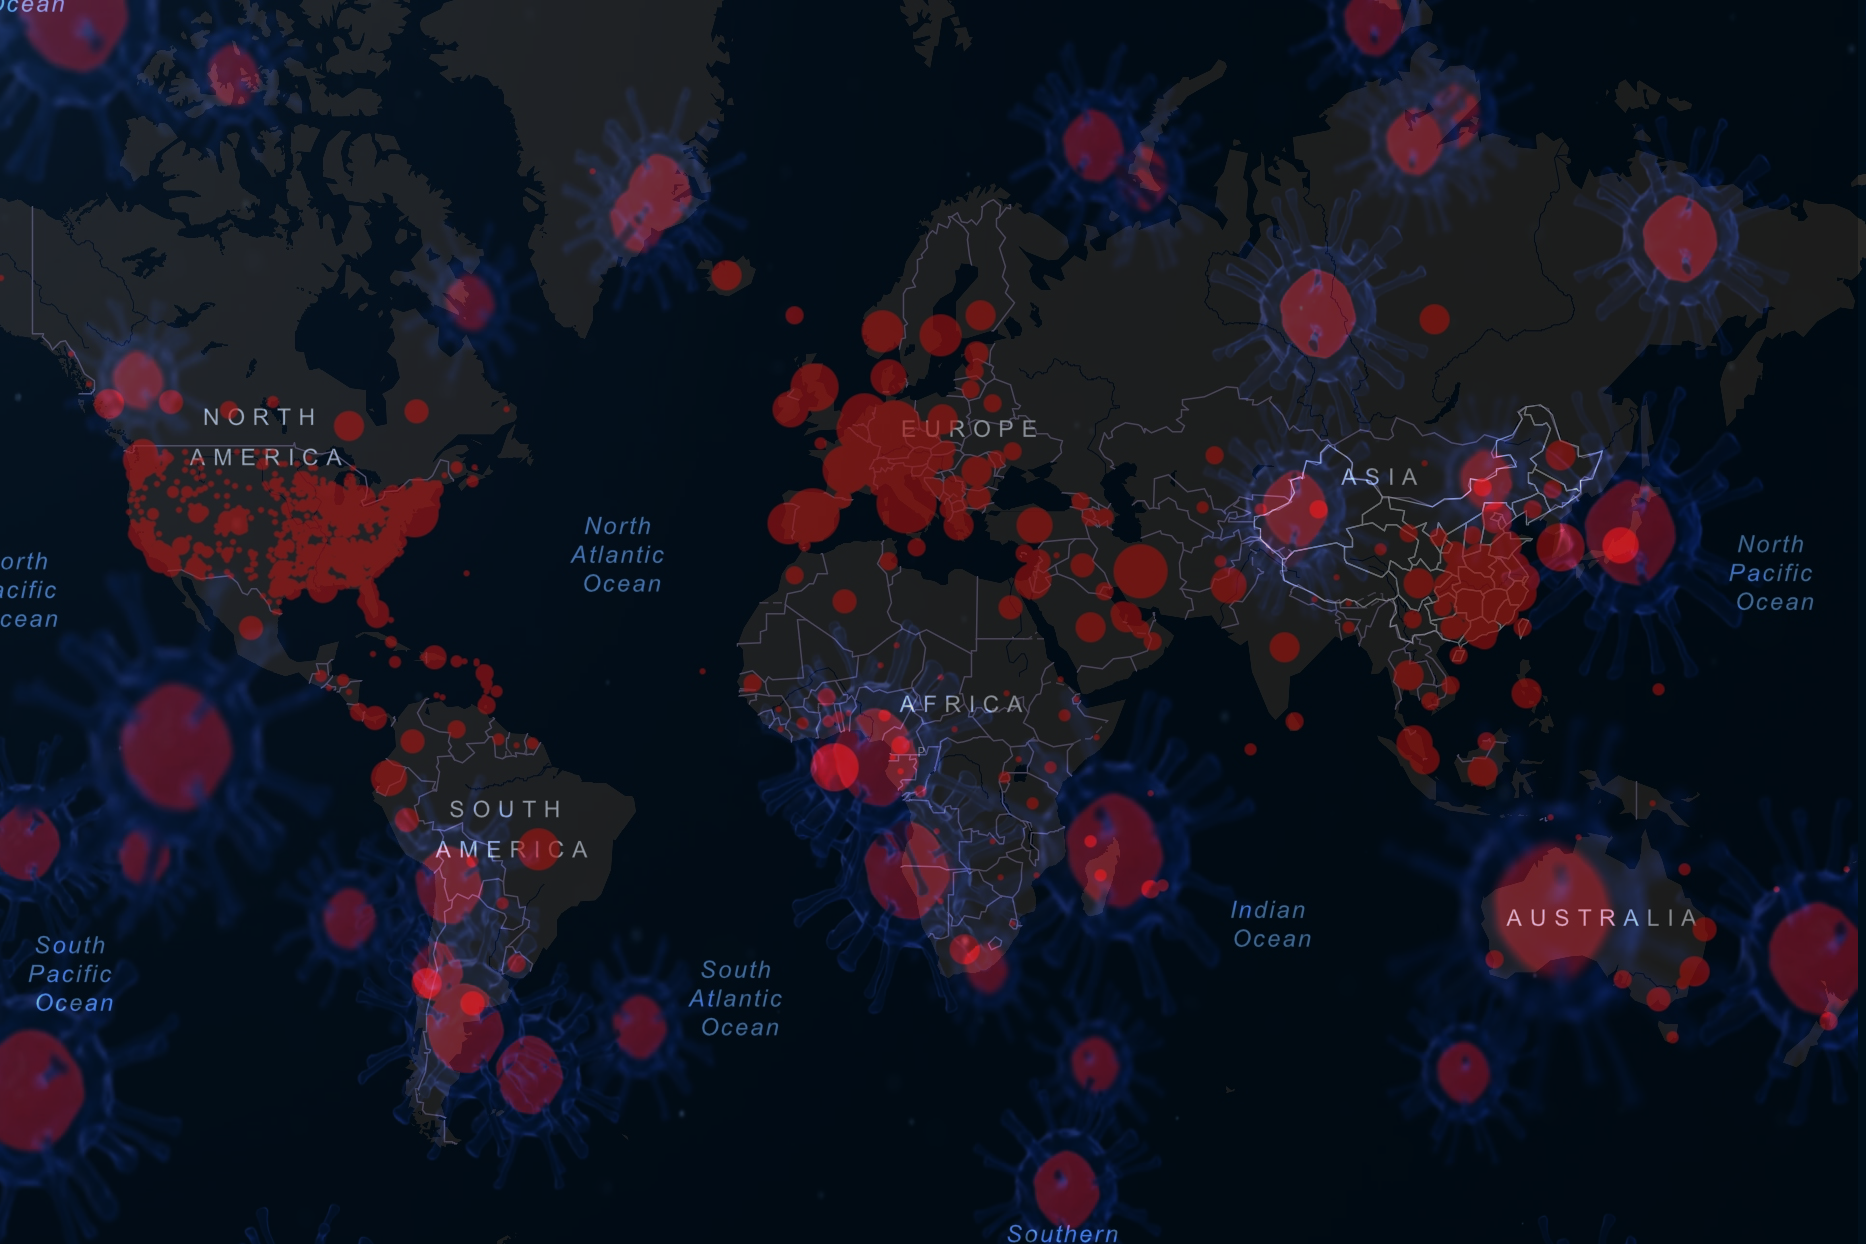 Ocean
NORTH
AMERICA
EUROPE
ASIA
North
Atlantic
Ocean
North
Pacific
Ocean
orth
acific
cean
AFRICA
SOUTH
AMERICA
Indian
Ocean
AUSTRALIA
South
Pacific
Ocean
South
Atlantic
Ocean
Southern